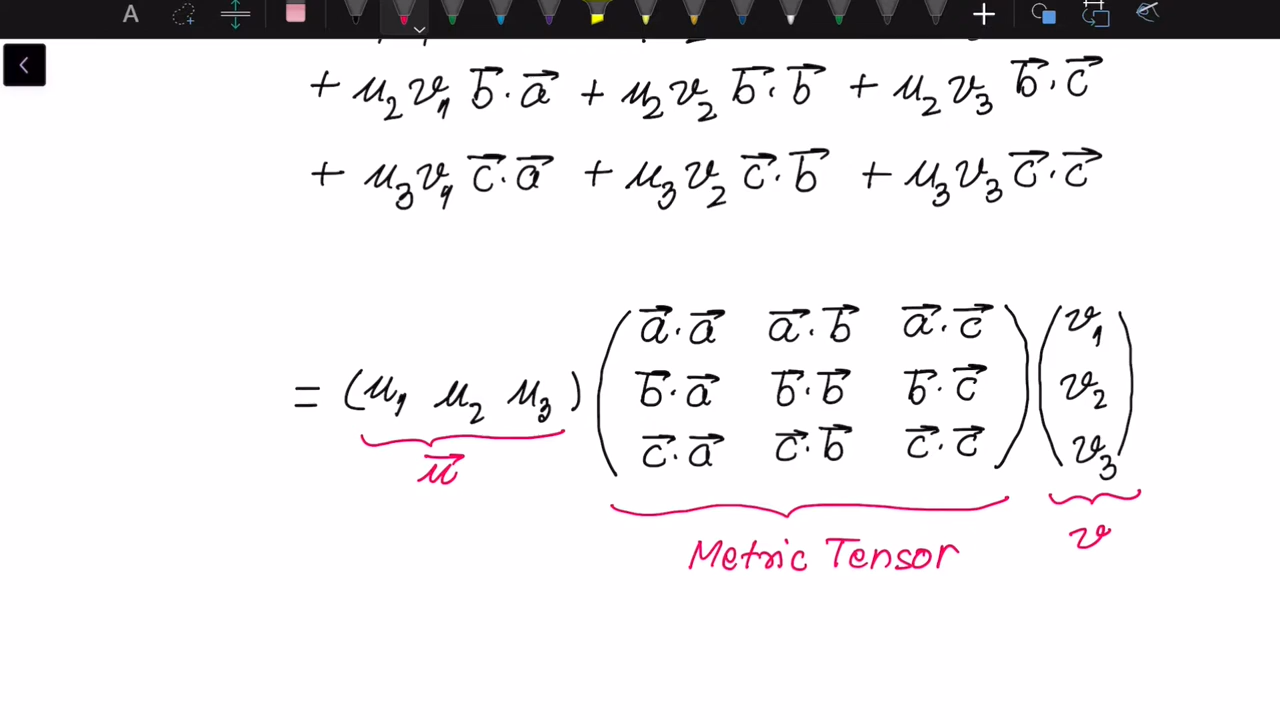 + u₂v₁ b⃗·a⃗ + u₂v₂ b⃗·b⃗ + u₂v₃ b⃗·c⃗
+ u₃v₁ c⃗·a⃗ + u₃v₂ c⃗·b⃗ + u₃v₃ c⃗·c⃗
a⃗·a⃗ a⃗·b⃗ a⃗·c⃗ v₁
= (u₁ u₂ u₃) b⃗·a⃗ b⃗·b⃗ b⃗·c⃗ v₂
c⃗·a⃗ c⃗·b⃗ c⃗·c⃗ v₃
u⃗
Metric Tensor v